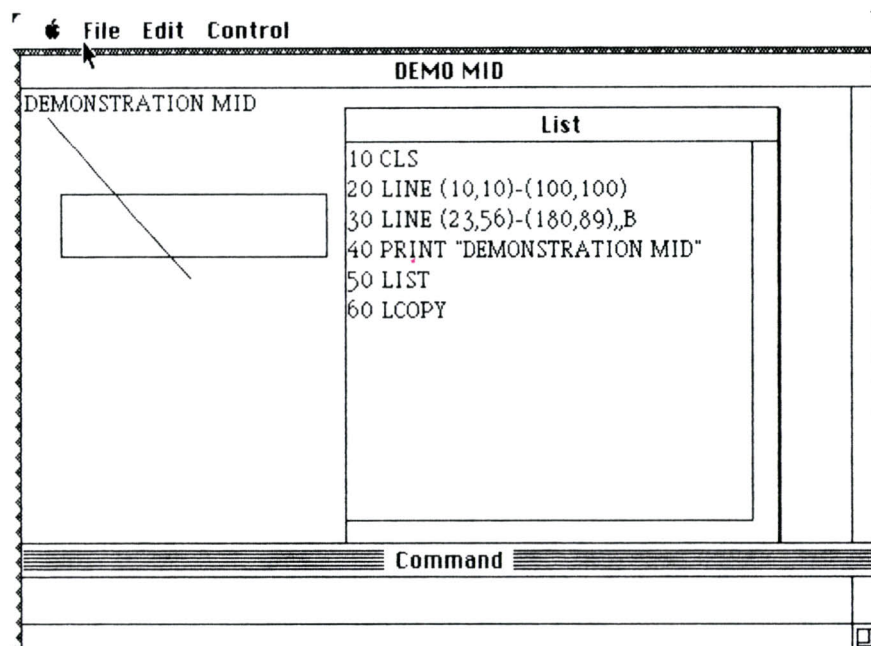 File Edit Control
DEMO MID
DEMONSTRATION MID
List
10 CLS
20 LINE (10,10)-(100,100)
30 LINE (23,56)-(180,89),,B
40 PRINT "DEMONSTRATION MID"
50 LIST
60 LCOPY
Command